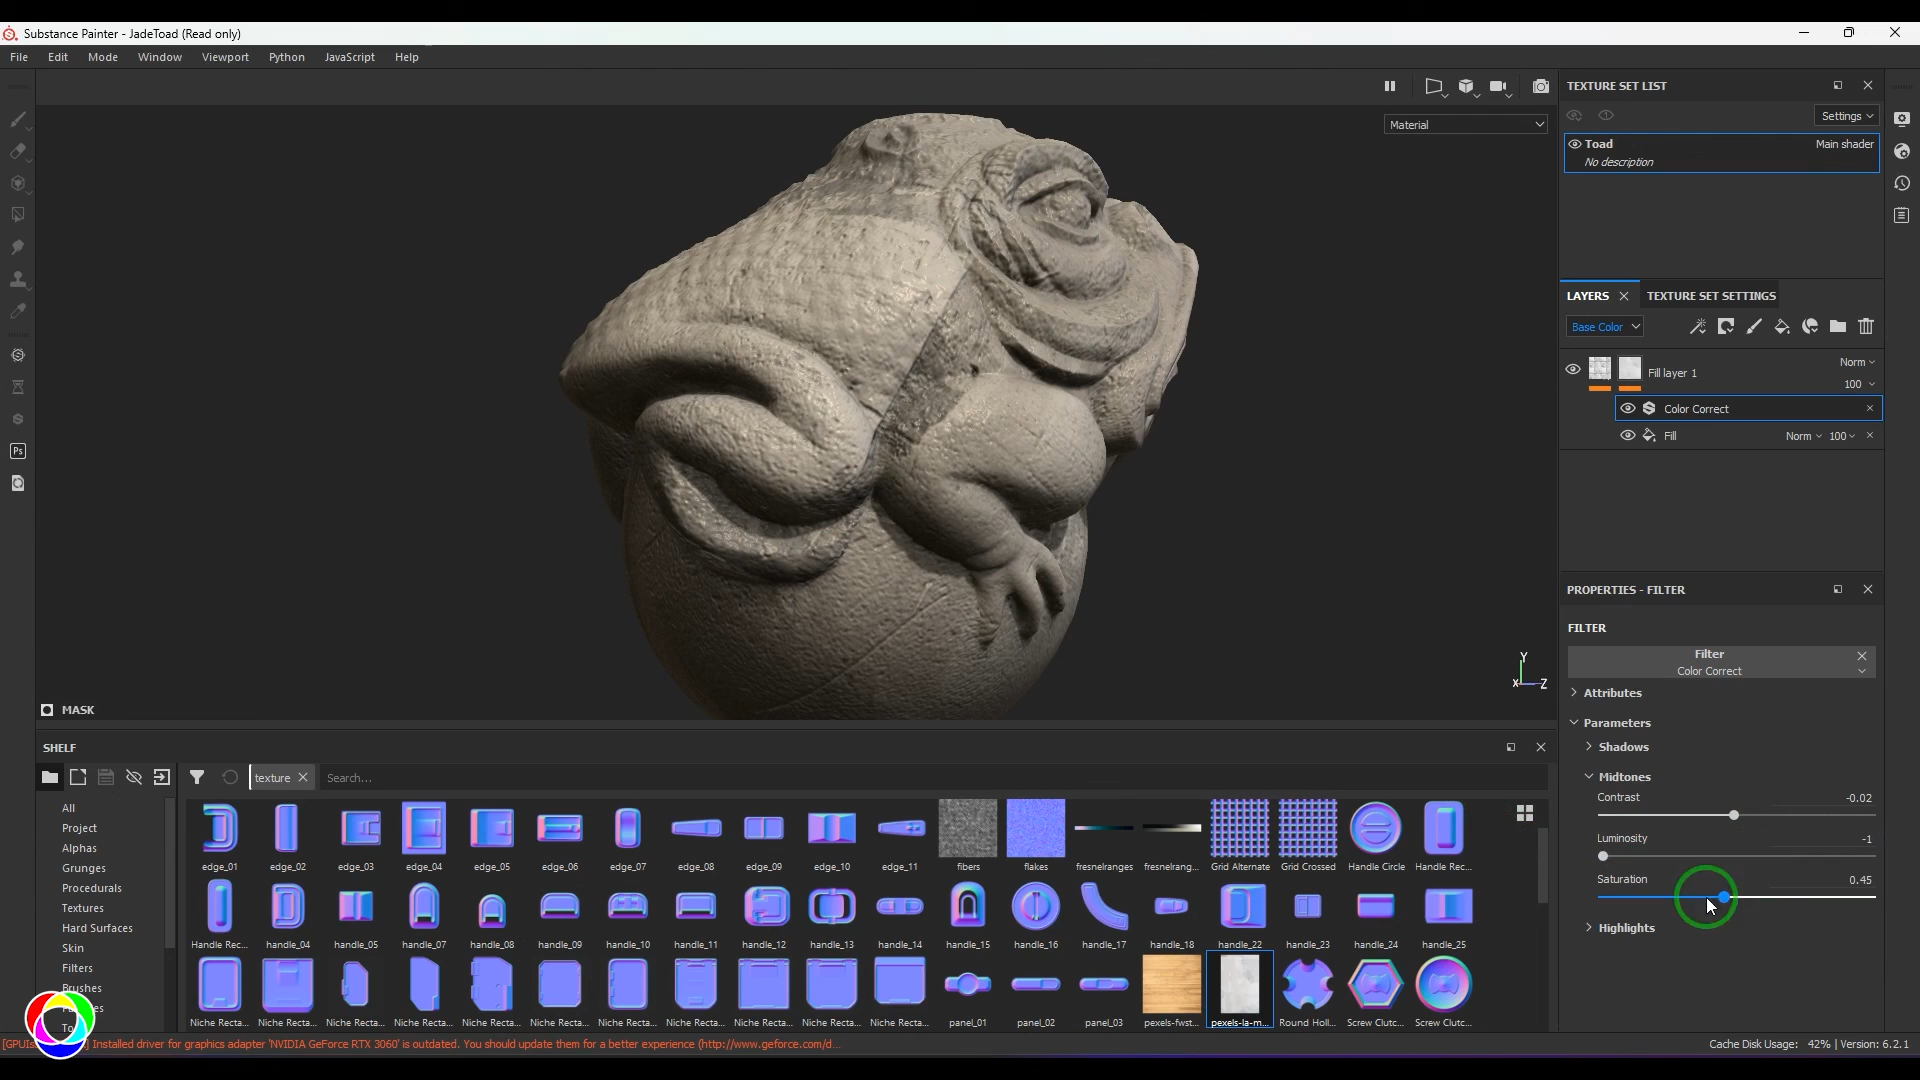 Substance Painter - JadeToad (Read only)
File Edit Mode Window Viewport Python JavaScript Help
Material
MASK
TEXTURE SET LIST
Settings
Toad Main shader
No description
LAYERS TEXTURE SET SETTINGS
Base Color
Norm
Fill layer 1
100
Color Correct
Fill Norm 100
PROPERTIES - FILTER
FILTER
Filter
Color Correct
Attributes
Parameters
Shadows
Midtones
Contrast -0.02
Luminosity -1
Saturation 0.45
Highlights
Y
X Z
SHELF
texture Search...
All
Project
Alphas
Grunges
Procedurals
Textures
Hard Surfaces
Skin
Filters
Brushes
Ps
edge_01 edge_02 edge_03 edge_04 edge_05 edge_06 edge_07 edge_08 edge_09 edge_10 edge_11 fibers flakes fresnelranges fresnelrang... Grid Alternate Grid Crossed Handle Circle Handle Rec...
Handle Rec... handle_04 handle_05 handle_07 handle_08 handle_09 handle_10 handle_11 handle_12 handle_13 handle_14 handle_15 handle_16 handle_17 handle_18 handle_22 handle_23 handle_24 handle_25
Niche Recta... Niche Recta... Niche Recta... Niche Recta... Niche Recta... Niche Recta... Niche Recta... Niche Recta... Niche Recta... Niche Recta... Niche Recta... panel_01 panel_02 panel_03 pexels-fwst... pexels-la-m... Round Holl... Screw Clutc... Screw Clutc...
Installed driver for graphics adapter 'NVIDIA GeForce RTX 3060' is outdated. You should update them for a better experience (http://www.geforce.com/d...
Cache Disk Usage: 42% | Version: 6.2.1